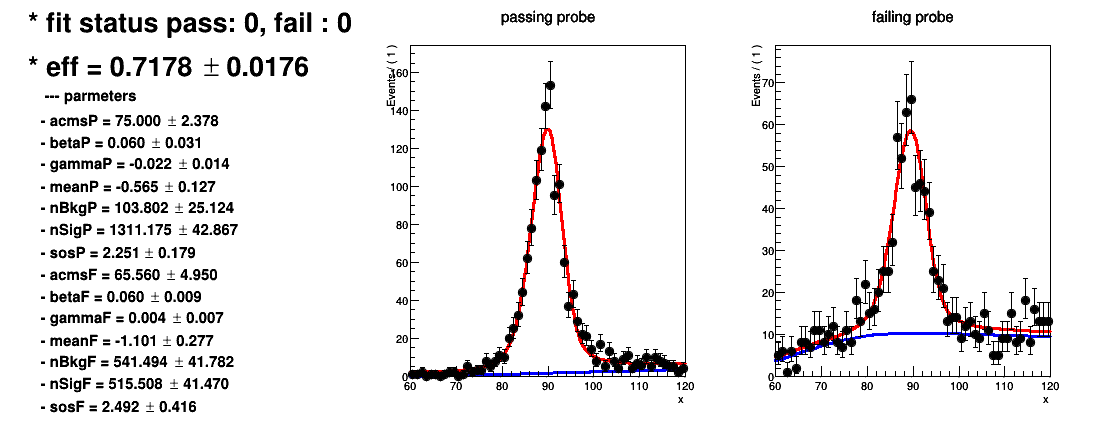 * fit status pass: 0, fail : 0
* eff = 0.7178 ± 0.0176
--- parmeters
- acmsP = 75.000 ± 2.378
- betaP = 0.060 ± 0.031
- gammaP = -0.022 ± 0.014
- meanP = -0.565 ± 0.127
- nBkgP = 103.802 ± 25.124
- nSigP = 1311.175 ± 42.867
- sosP = 2.251 ± 0.179
- acmsF = 65.560 ± 4.950
- betaF = 0.060 ± 0.009
- gammaF = 0.004 ± 0.007
- meanF = -1.101 ± 0.277
- nBkgF = 541.494 ± 41.782
- nSigF = 515.508 ± 41.470
- sosF = 2.492 ± 0.416
passing probe
Events / ( 1 )
160
140
120
100
80
60
40
20
0
60 70 80 90 100 110 120
x
failing probe
Events / ( 1 )
70
60
50
40
30
20
10
0
60 70 80 90 100 110 120
x